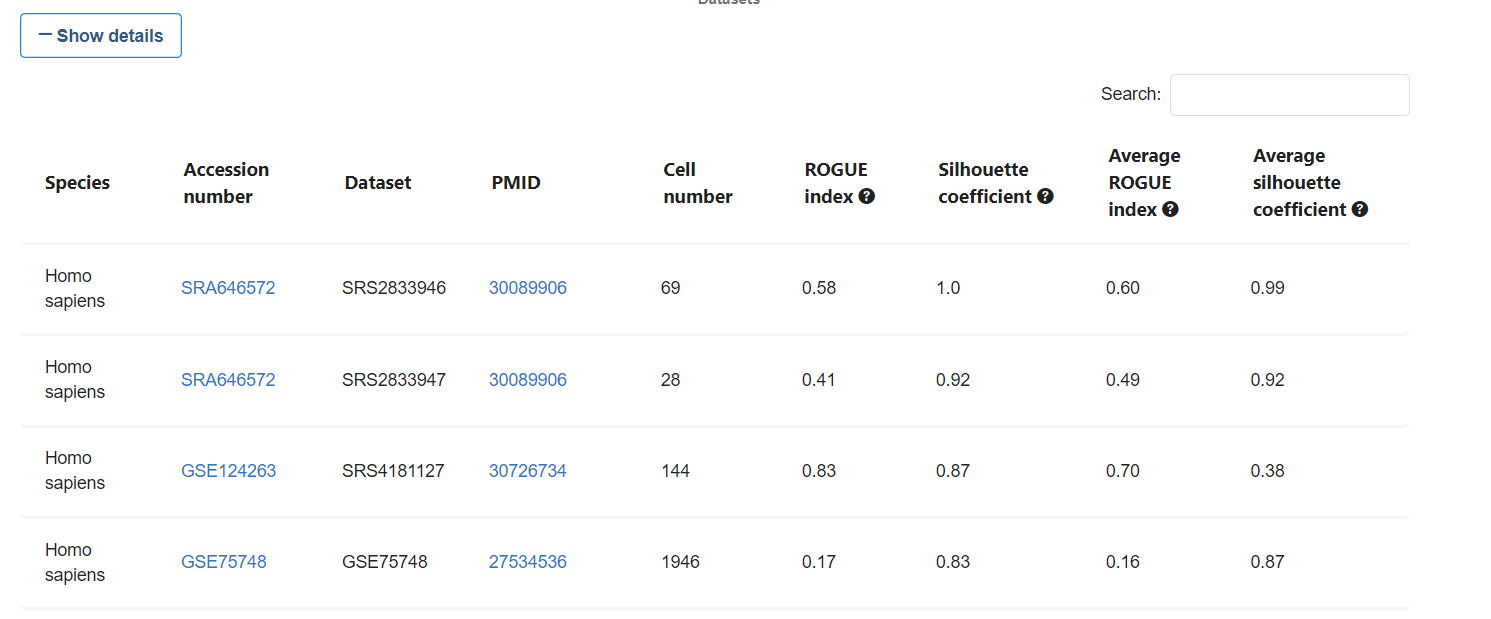 Datasets
− Show details
Search:
Species Accession number Dataset PMID Cell number ROGUE index Silhouette coefficient Average ROGUE index Average silhouette coefficient
Homo sapiens SRA646572 SRS2833946 30089906 69 0.58 1.0 0.60 0.99
Homo sapiens SRA646572 SRS2833947 30089906 28 0.41 0.92 0.49 0.92
Homo sapiens GSE124263 SRS4181127 30726734 144 0.83 0.87 0.70 0.38
Homo sapiens GSE75748 GSE75748 27534536 1946 0.17 0.83 0.16 0.87